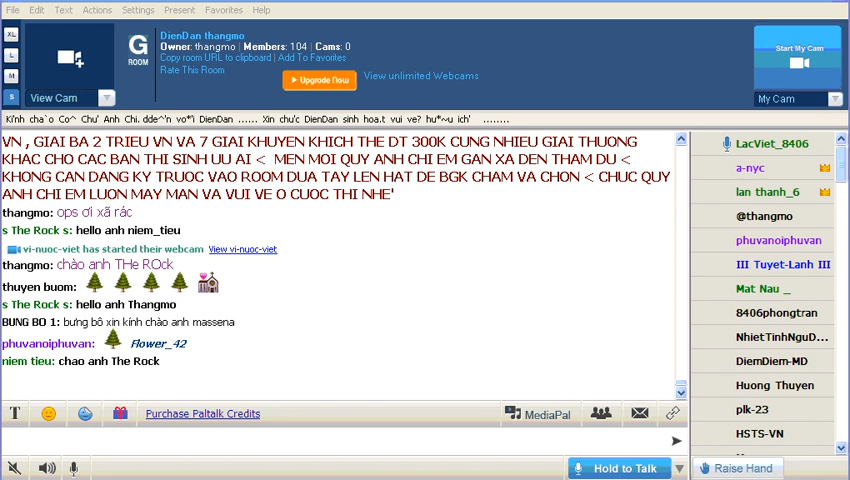 File Edit Text Actions Settings Present Favorites Help
XL
L
M
S
View Cam
G
ROOM
DienDan thangmo
Owner: thangmo | Members: 104 | Cams: 0
Copy room URL to clipboard | Add To Favorites
Rate This Room
Upgrade Now
View unlimited Webcams
Start My Cam
My Cam
Ki'nh cha`o Co^ Chu' Anh Chi. dde^'n vo*'i DienDan ...... Xin chu'c DienDan sinh hoa.t vui ve? hu*~u ich' ........
VN , GIAI BA 2 TRIEU VN VA 7 GIAI KHUYEN KHICH THE DT 300K CUNG NHIEU GIAI THUONG
KHAC CHO CAC BAN THI SINH UU AI < MEN MOI QUY ANH CHI EM GAN XA DEN THAM DU <
KHONG CAN DANG KY TRUOC VAO ROOM DUA TAY LEN HAT DE BGK CHAM VA CHON < CHUC QUY
ANH CHI EM LUON MAY MAN VA VUI VE O CUOC THI NHE'
thangmo: ops ơi xã rác
s The Rock s: hello anh niem_tieu
vi-nuoc-viet has started their webcam View vi-nuoc-viet
thangmo: chào anh THe ROck
thuyen buom:
s The Rock s: hello anh Thangmo
BUNG BO 1: bưng bô xin kính chào anh massena
phuvanoiphuvan: Flower_42
niem tieu: chao anh The Rock
T
Purchase Paltalk Credits
MediaPal
Hold to Talk
LacViet_8406
a-nyc
lan thanh_6
@thangmo
phuvanoiphuvan
III Tuyet-Lanh III
Mat Nau _
8406phongtran
NhietTinhNguD...
DiemDiem-MD
Huong Thuyen
plk-23
HSTS-VN
Raise Hand